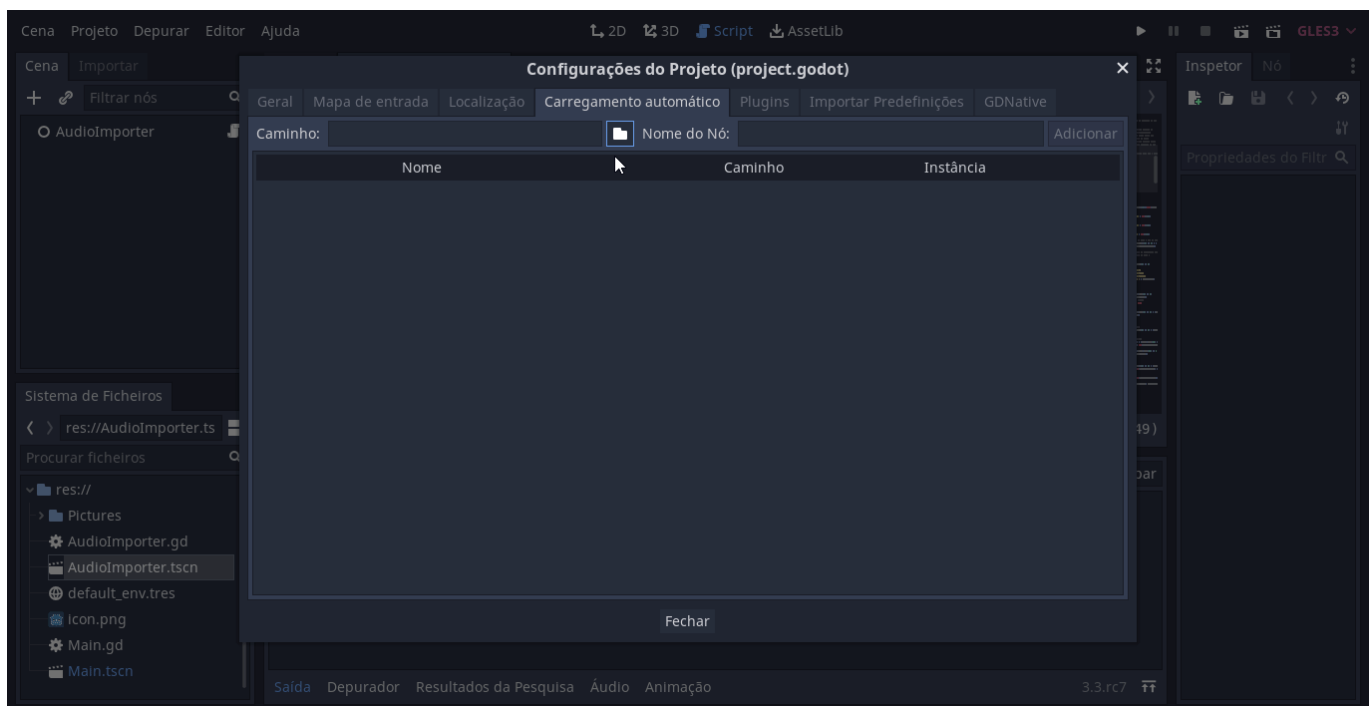 Cena Projeto Depurar Editor Ajuda 2D 3D Script AssetLib GLES3
Cena Importar
Configurações do Projeto (project.godot)
Inspetor Nó
Filtrar nós
Geral Mapa de entrada Localização Carregamento automático Plugins Importar Predefinições GDNative
AudioImporter
Caminho: Nome do Nó: Adicionar
Nome Caminho Instância
Propriedades do Filtr
Sistema de Ficheiros
res://AudioImporter.ts
49)
Procurar ficheiros
par
res://
Pictures
AudioImporter.gd
AudioImporter.tscn
default_env.tres
icon.png
Fechar
Main.gd
Main.tscn
Saída Depurador Resultados da Pesquisa Áudio Animação 3.3.rc7